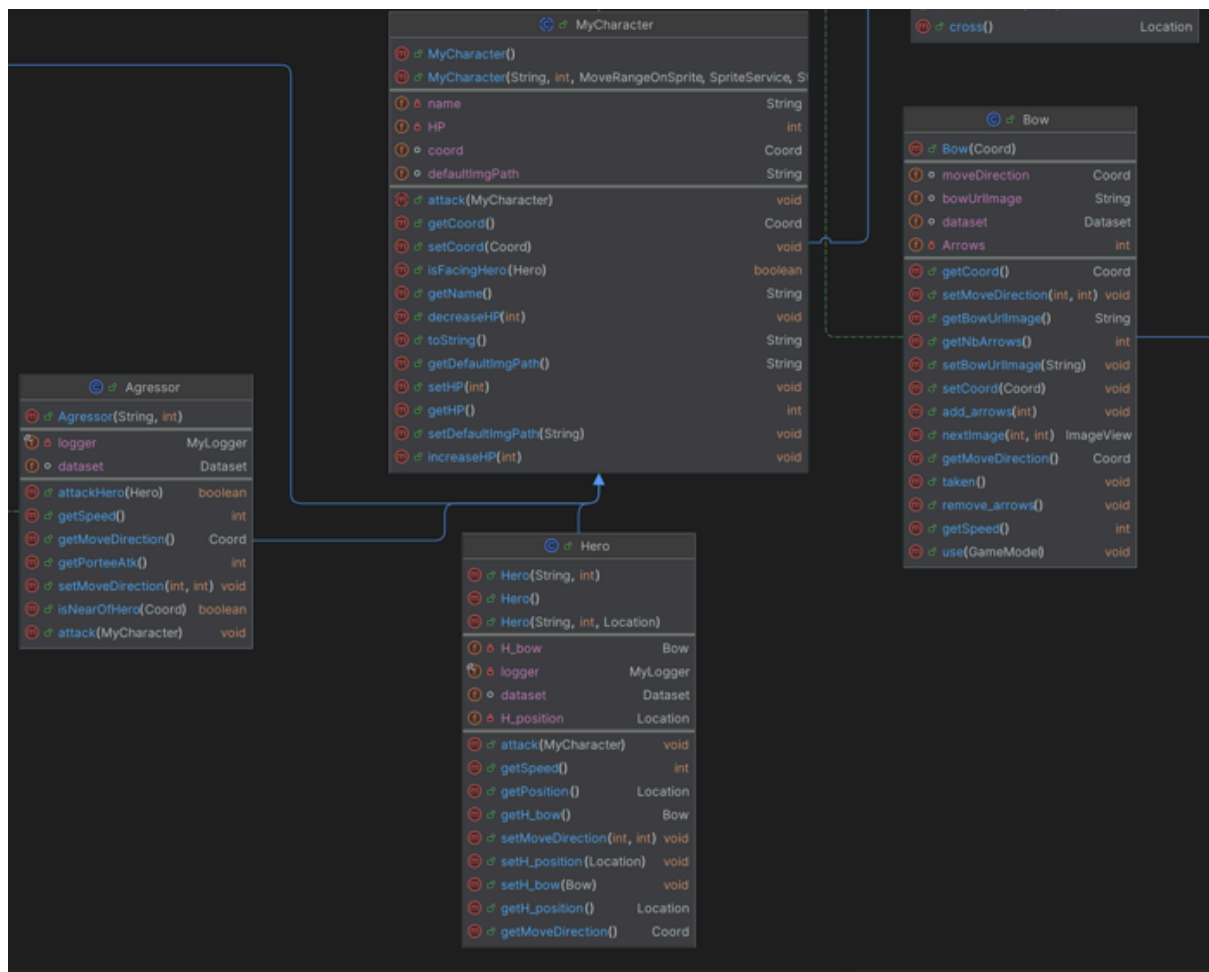 MyCharacter
MyCharacter()
MyCharacter(String, int, MoveRangeOnSprite, SpriteService, S
name String
HP int
coord Coord
defaultImgPath String
attack(MyCharacter) void
getCoord() Coord
setCoord(Coord) void
isFacingHero(Hero) boolean
getName() String
decreaseHP(int) void
toString() String
getDefaultImgPath() String
setHP(int) void
getHP() int
setDefaultImgPath(String) void
increaseHP(int) void
cross() Location
Bow
Bow(Coord)
moveDirection Coord
bowUrlImage String
dataset Dataset
Arrows int
getCoord() Coord
setMoveDirection(int, int) void
getBowUrlImage() String
getNbArrows() int
setBowUrlImage(String) void
setCoord(Coord) void
add_arrows(int) void
nextImage(int, int) ImageView
getMoveDirection() Coord
taken() void
remove_arrows() void
getSpeed() int
use(GameModel) void
Agressor
Agressor(String, int)
logger MyLogger
dataset Dataset
attackHero(Hero) boolean
getSpeed() int
getMoveDirection() Coord
getPorteeAtk() int
setMoveDirection(int, int) void
isNearOfHero(Coord) boolean
attack(MyCharacter) void
Hero
Hero(String, int)
Hero()
Hero(String, int, Location)
H_bow Bow
logger MyLogger
dataset Dataset
H_position Location
attack(MyCharacter) void
getSpeed() int
getPosition() Location
getH_bow() Bow
setMoveDirection(int, int) void
setH_position(Location) void
setH_bow(Bow) void
getH_position() Location
getMoveDirection() Coord